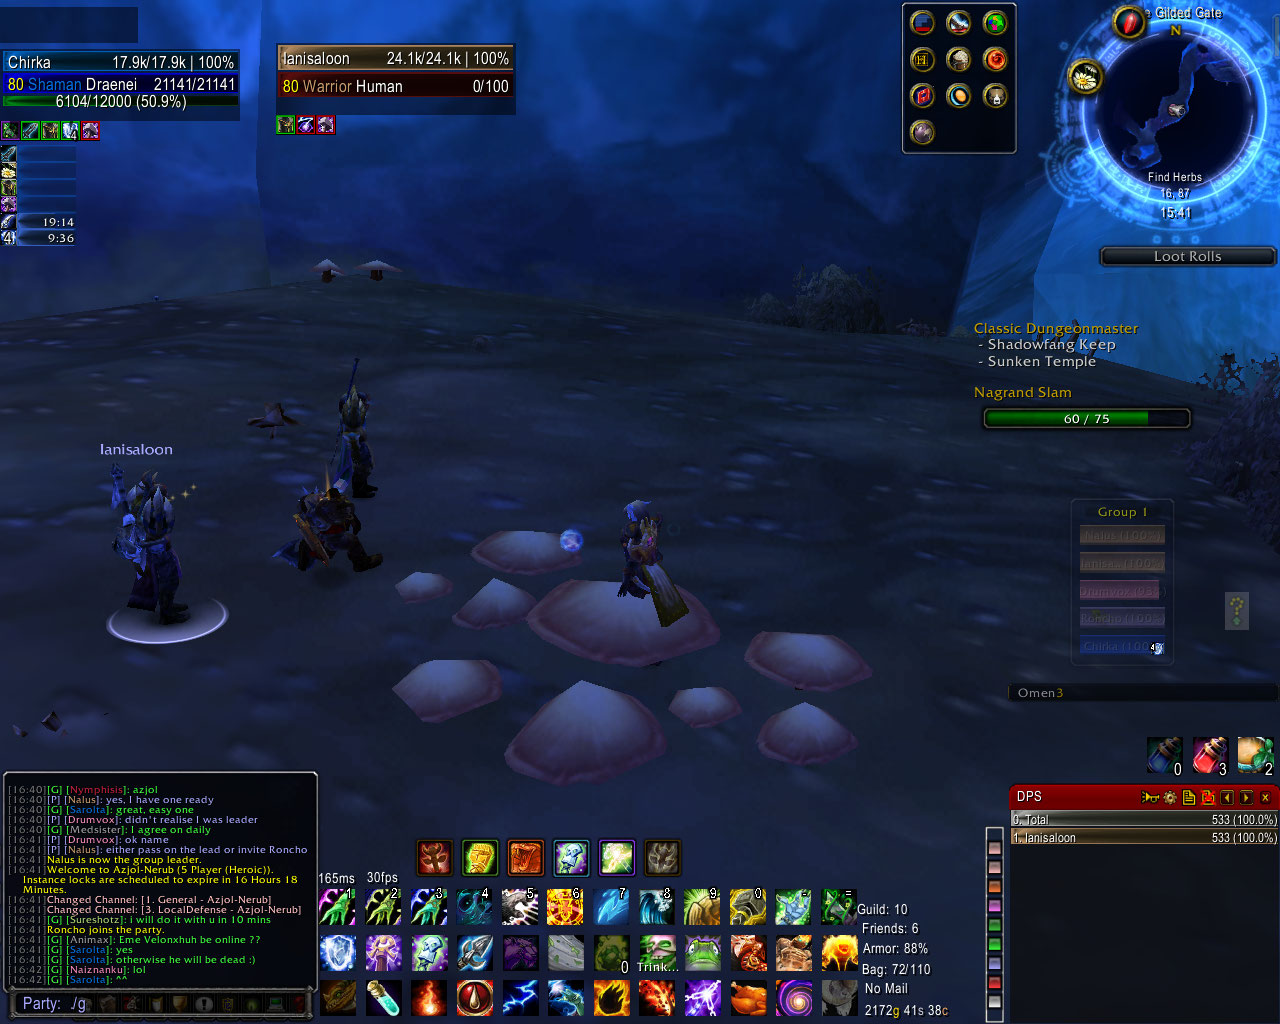 Chirka 17.9k/17.9k | 100%
80 Shaman Draenei 21141/21141
6104/12000 (50.9%)
4
19:14
4 9:36
Ianisaloon 24.1k/24.1k | 100%
80 Warrior Human 0/100
Gilded Gate
N
Find Herbs
16, 87
15:41
Loot Rolls
Classic Dungeonmaster
- Shadowfang Keep
- Sunken Temple
Nagrand Slam
60 / 75
Ianisaloon
Group 1
Nalus (100%)
Drumvox
Roncho (100%)
Chirka (100
Omen3
0 3 2
DPS
0. Total 533 (100.0%)
1. Ianisaloon 533 (100.0%)
[16:40][G] [Nymphisis]: azjol
[16:40][P] [Nalus]: yes, I have one ready
[16:40][G] [Sarolta]: great, easy one
[16:40][P] [Drumvox]: didn't realise I was leader
[16:40][G] [Medsister]: I agree on daily
[16:41][P] [Drumvox]: ok name
[16:41][P] [Nalus]: either pass on the lead or invite Roncho
Nalus is now the group leader.
[16:41]Welcome to Azjol-Nerub (5 Player (Heroic)).
Instance locks are scheduled to expire in 16 Hours 18
Minutes.
[16:41]Changed Channel: [1. General - Azjol-Nerub]
[16:41]Changed Channel: [3. LocalDefense - Azjol-Nerub]
[16:41][G] [Sureshotz]: i will do it with u in 10 mins
[16:41]Roncho joins the party.
[16:41][G] [Animax]: Eme Velonxhuh be online ??
[16:41][G] [Sarolta]: yes
[16:41][G] [Sarolta]: otherwise he will be dead :)
[16:42][G] [Naiznanku]: lol
[16:42][G] [Sarolta]: ^^
Party: ./g
165ms 30fps
1 2 3 4 5 6 7 8 9 0 - =
0 Trink...
Guild: 10
Friends: 6
Armor: 88%
Bag: 72/110
No Mail
2172g 41s 38c